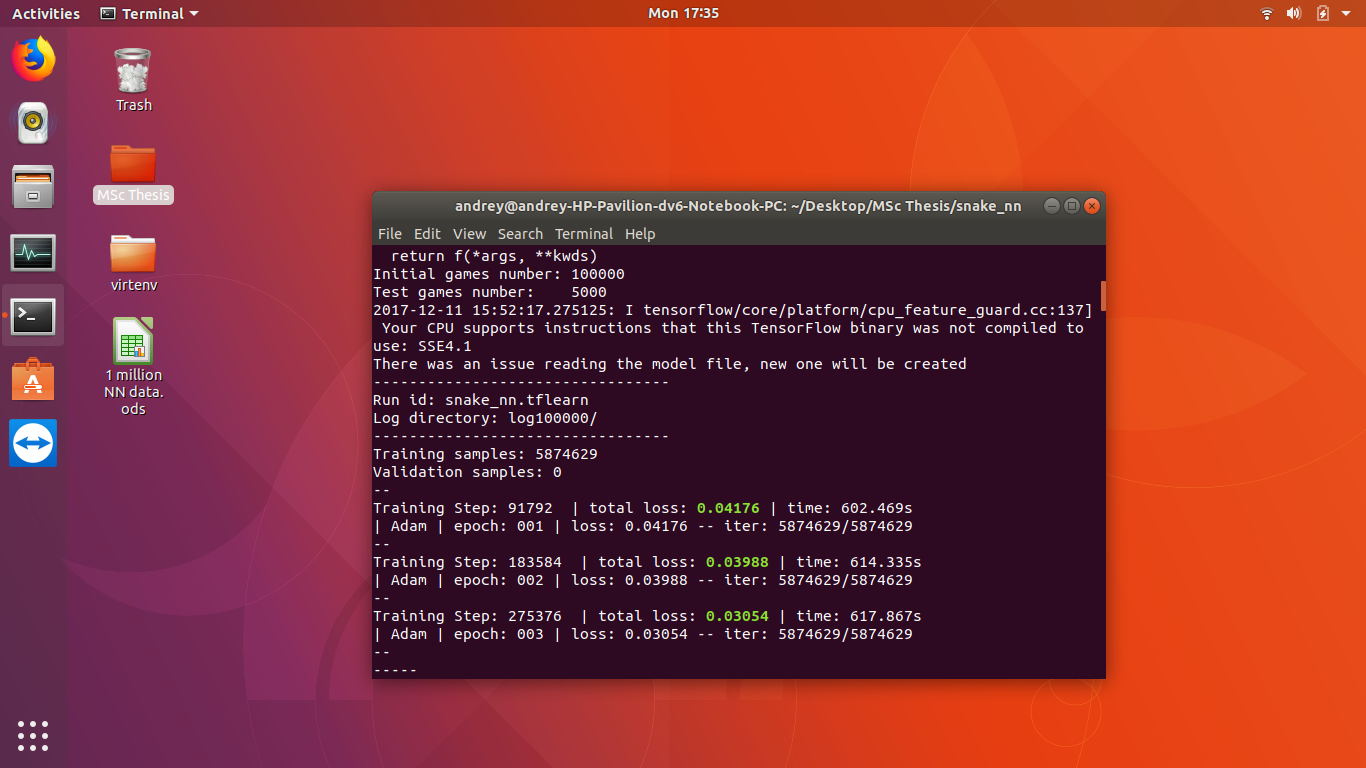 Activities
Terminal
Mon 17:35
Trash
MSc Thesis
virtenv
1 million
NN data.
ods
andrey@andrey-HP-Pavilion-dv6-Notebook-PC: ~/Desktop/MSc Thesis/snake_nn
File Edit View Search Terminal Help
  return f(*args, **kwds)
Initial games number: 100000
Test games number:    5000
2017-12-11 15:52:17.275125: I tensorflow/core/platform/cpu_feature_guard.cc:137]
 Your CPU supports instructions that this TensorFlow binary was not compiled to
use: SSE4.1
There was an issue reading the model file, new one will be created
---------------------------------
Run id: snake_nn.tflearn
Log directory: log100000/
---------------------------------
Training samples: 5874629
Validation samples: 0
--
Training Step: 91792  | total loss: 0.04176 | time: 602.469s
| Adam | epoch: 001 | loss: 0.04176 -- iter: 5874629/5874629
--
Training Step: 183584  | total loss: 0.03988 | time: 614.335s
| Adam | epoch: 002 | loss: 0.03988 -- iter: 5874629/5874629
--
Training Step: 275376  | total loss: 0.03054 | time: 617.867s
| Adam | epoch: 003 | loss: 0.03054 -- iter: 5874629/5874629
--
-----